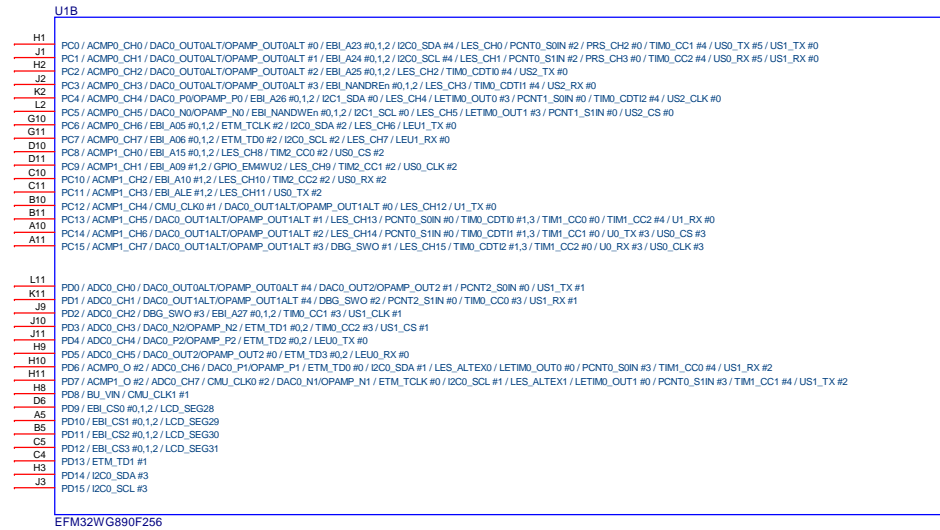 U1B
H1 PC0 / ACMP0_CH0 / DAC0_OUT0ALT/OPAMP_OUT0ALT #0 / EBI_A23 #0,1,2 / I2C0_SDA #4 / LES_CH0 / PCNT0_S0IN #2 / PRS_CH2 #0 / TIM0_CC1 #4 / US0_TX #5 / US1_TX #0
J1 PC1 / ACMP0_CH1 / DAC0_OUT0ALT/OPAMP_OUT0ALT #1 / EBI_A24 #0,1,2 / I2C0_SCL #4 / LES_CH1 / PCNT0_S1IN #2 / PRS_CH3 #0 / TIM0_CC2 #4 / US0_RX #5 / US1_RX #0
H2 PC2 / ACMP0_CH2 / DAC0_OUT0ALT/OPAMP_OUT0ALT #2 / EBI_A25 #0,1,2 / LES_CH2 / TIM0_CDTI0 #4 / US2_TX #0
J2 PC3 / ACMP0_CH3 / DAC0_OUT0ALT/OPAMP_OUT0ALT #3 / EBI_NANDREn #0,1,2 / LES_CH3 / TIM0_CDTI1 #4 / US2_RX #0
K2 PC4 / ACMP0_CH4 / DAC0_P0/OPAMP_P0 / EBI_A26 #0,1,2 / I2C1_SDA #0 / LES_CH4 / LETIM0_OUT0 #3 / PCNT1_S0IN #0 / TIM0_CDTI2 #4 / US2_CLK #0
L2 PC5 / ACMP0_CH5 / DAC0_N0/OPAMP_N0 / EBI_NANDWEn #0,1,2 / I2C1_SCL #0 / LES_CH5 / LETIM0_OUT1 #3 / PCNT1_S1IN #0 / US2_CS #0
G10 PC6 / ACMP0_CH6 / EBI_A05 #0,1,2 / ETM_TCLK #2 / I2C0_SDA #2 / LES_CH6 / LEU1_TX #0
G11 PC7 / ACMP0_CH7 / EBI_A06 #0,1,2 / ETM_TD0 #2 / I2C0_SCL #2 / LES_CH7 / LEU1_RX #0
D10 PC8 / ACMP1_CH0 / EBI_A15 #0,1,2 / LES_CH8 / TIM2_CC0 #2 / US0_CS #2
D11 PC9 / ACMP1_CH1 / EBI_A09 #1,2 / GPIO_EM4WU2 / LES_CH9 / TIM2_CC1 #2 / US0_CLK #2
C10 PC10 / ACMP1_CH2 / EBI_A10 #1,2 / LES_CH10 / TIM2_CC2 #2 / US0_RX #2
C11 PC11 / ACMP1_CH3 / EBI_ALE #1,2 / LES_CH11 / US0_TX #2
B10 PC12 / ACMP1_CH4 / CMU_CLK0 #1 / DAC0_OUT1ALT/OPAMP_OUT1ALT #0 / LES_CH12 / U1_TX #0
B11 PC13 / ACMP1_CH5 / DAC0_OUT1ALT/OPAMP_OUT1ALT #1 / LES_CH13 / PCNT0_S0IN #0 / TIM0_CDTI0 #1,3 / TIM1_CC0 #0 / TIM1_CC2 #4 / U1_RX #0
A10 PC14 / ACMP1_CH6 / DAC0_OUT1ALT/OPAMP_OUT1ALT #2 / LES_CH14 / PCNT0_S1IN #0 / TIM0_CDTI1 #1,3 / TIM1_CC1 #0 / U0_TX #3 / US0_CS #3
A11 PC15 / ACMP1_CH7 / DAC0_OUT1ALT/OPAMP_OUT1ALT #3 / DBG_SWO #1 / LES_CH15 / TIM0_CDTI2 #1,3 / TIM1_CC2 #0 / U0_RX #3 / US0_CLK #3
L11 PD0 / ADC0_CH0 / DAC0_OUT0ALT/OPAMP_OUT0ALT #4 / DAC0_OUT2/OPAMP_OUT2 #1 / PCNT2_S0IN #0 / US1_TX #1
K11 PD1 / ADC0_CH1 / DAC0_OUT1ALT/OPAMP_OUT1ALT #4 / DBG_SWO #2 / PCNT2_S1IN #0 / TIM0_CC0 #3 / US1_RX #1
J9 PD2 / ADC0_CH2 / DBG_SWO #3 / EBI_A27 #0,1,2 / TIM0_CC1 #3 / US1_CLK #1
J10 PD3 / ADC0_CH3 / DAC0_N2/OPAMP_N2 / ETM_TD1 #0,2 / TIM0_CC2 #3 / US1_CS #1
J11 PD4 / ADC0_CH4 / DAC0_P2/OPAMP_P2 / ETM_TD2 #0,2 / LEU0_TX #0
H9 PD5 / ADC0_CH5 / DAC0_OUT2/OPAMP_OUT2 #0 / ETM_TD3 #0,2 / LEU0_RX #0
H10 PD6 / ACMP0_O #2 / ADC0_CH6 / DAC0_P1/OPAMP_P1 / ETM_TD0 #0 / I2C0_SDA #1 / LES_ALTEX0 / LETIM0_OUT0 #0 / PCNT0_S0IN #3 / TIM1_CC0 #4 / US1_RX #2
H11 PD7 / ACMP1_O #2 / ADC0_CH7 / CMU_CLK0 #2 / DAC0_N1/OPAMP_N1 / ETM_TCLK #0 / I2C0_SCL #1 / LES_ALTEX1 / LETIM0_OUT1 #0 / PCNT0_S1IN #3 / TIM1_CC1 #4 / US1_TX #2
H8 PD8 / BU_VIN / CMU_CLK1 #1
D6 PD9 / EBI_CS0 #0,1,2 / LCD_SEG28
A5 PD10 / EBI_CS1 #0,1,2 / LCD_SEG29
B5 PD11 / EBI_CS2 #0,1,2 / LCD_SEG30
C5 PD12 / EBI_CS3 #0,1,2 / LCD_SEG31
C4 PD13 / ETM_TD1 #1
H3 PD14 / I2C0_SDA #3
J3 PD15 / I2C0_SCL #3
EFM32WG890F256